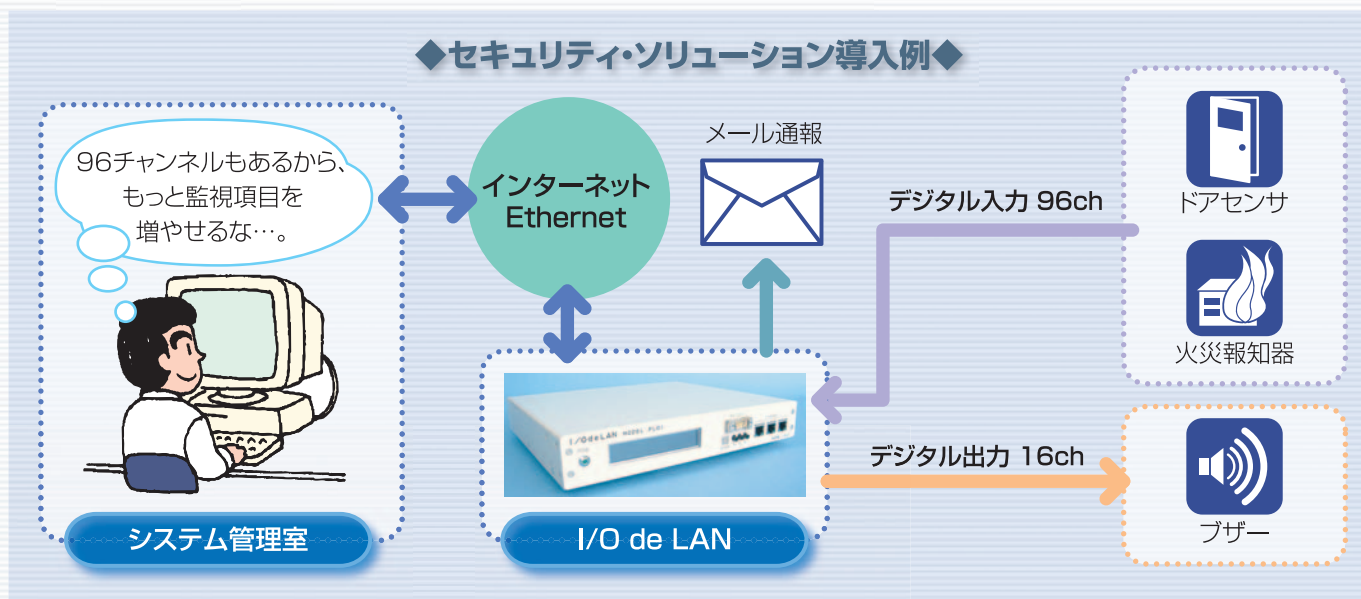 ◆セキュリティ・ソリューション導入例◆
96チャンネルもあるから、
もっと監視項目を
増やせるな…。
システム管理室
インターネット
Ethernet
メール通報
I/OdeLAN MODEL PLX1
I/O de LAN
デジタル入力 96ch
デジタル出力 16ch
ドアセンサ
火災報知器
ブザー